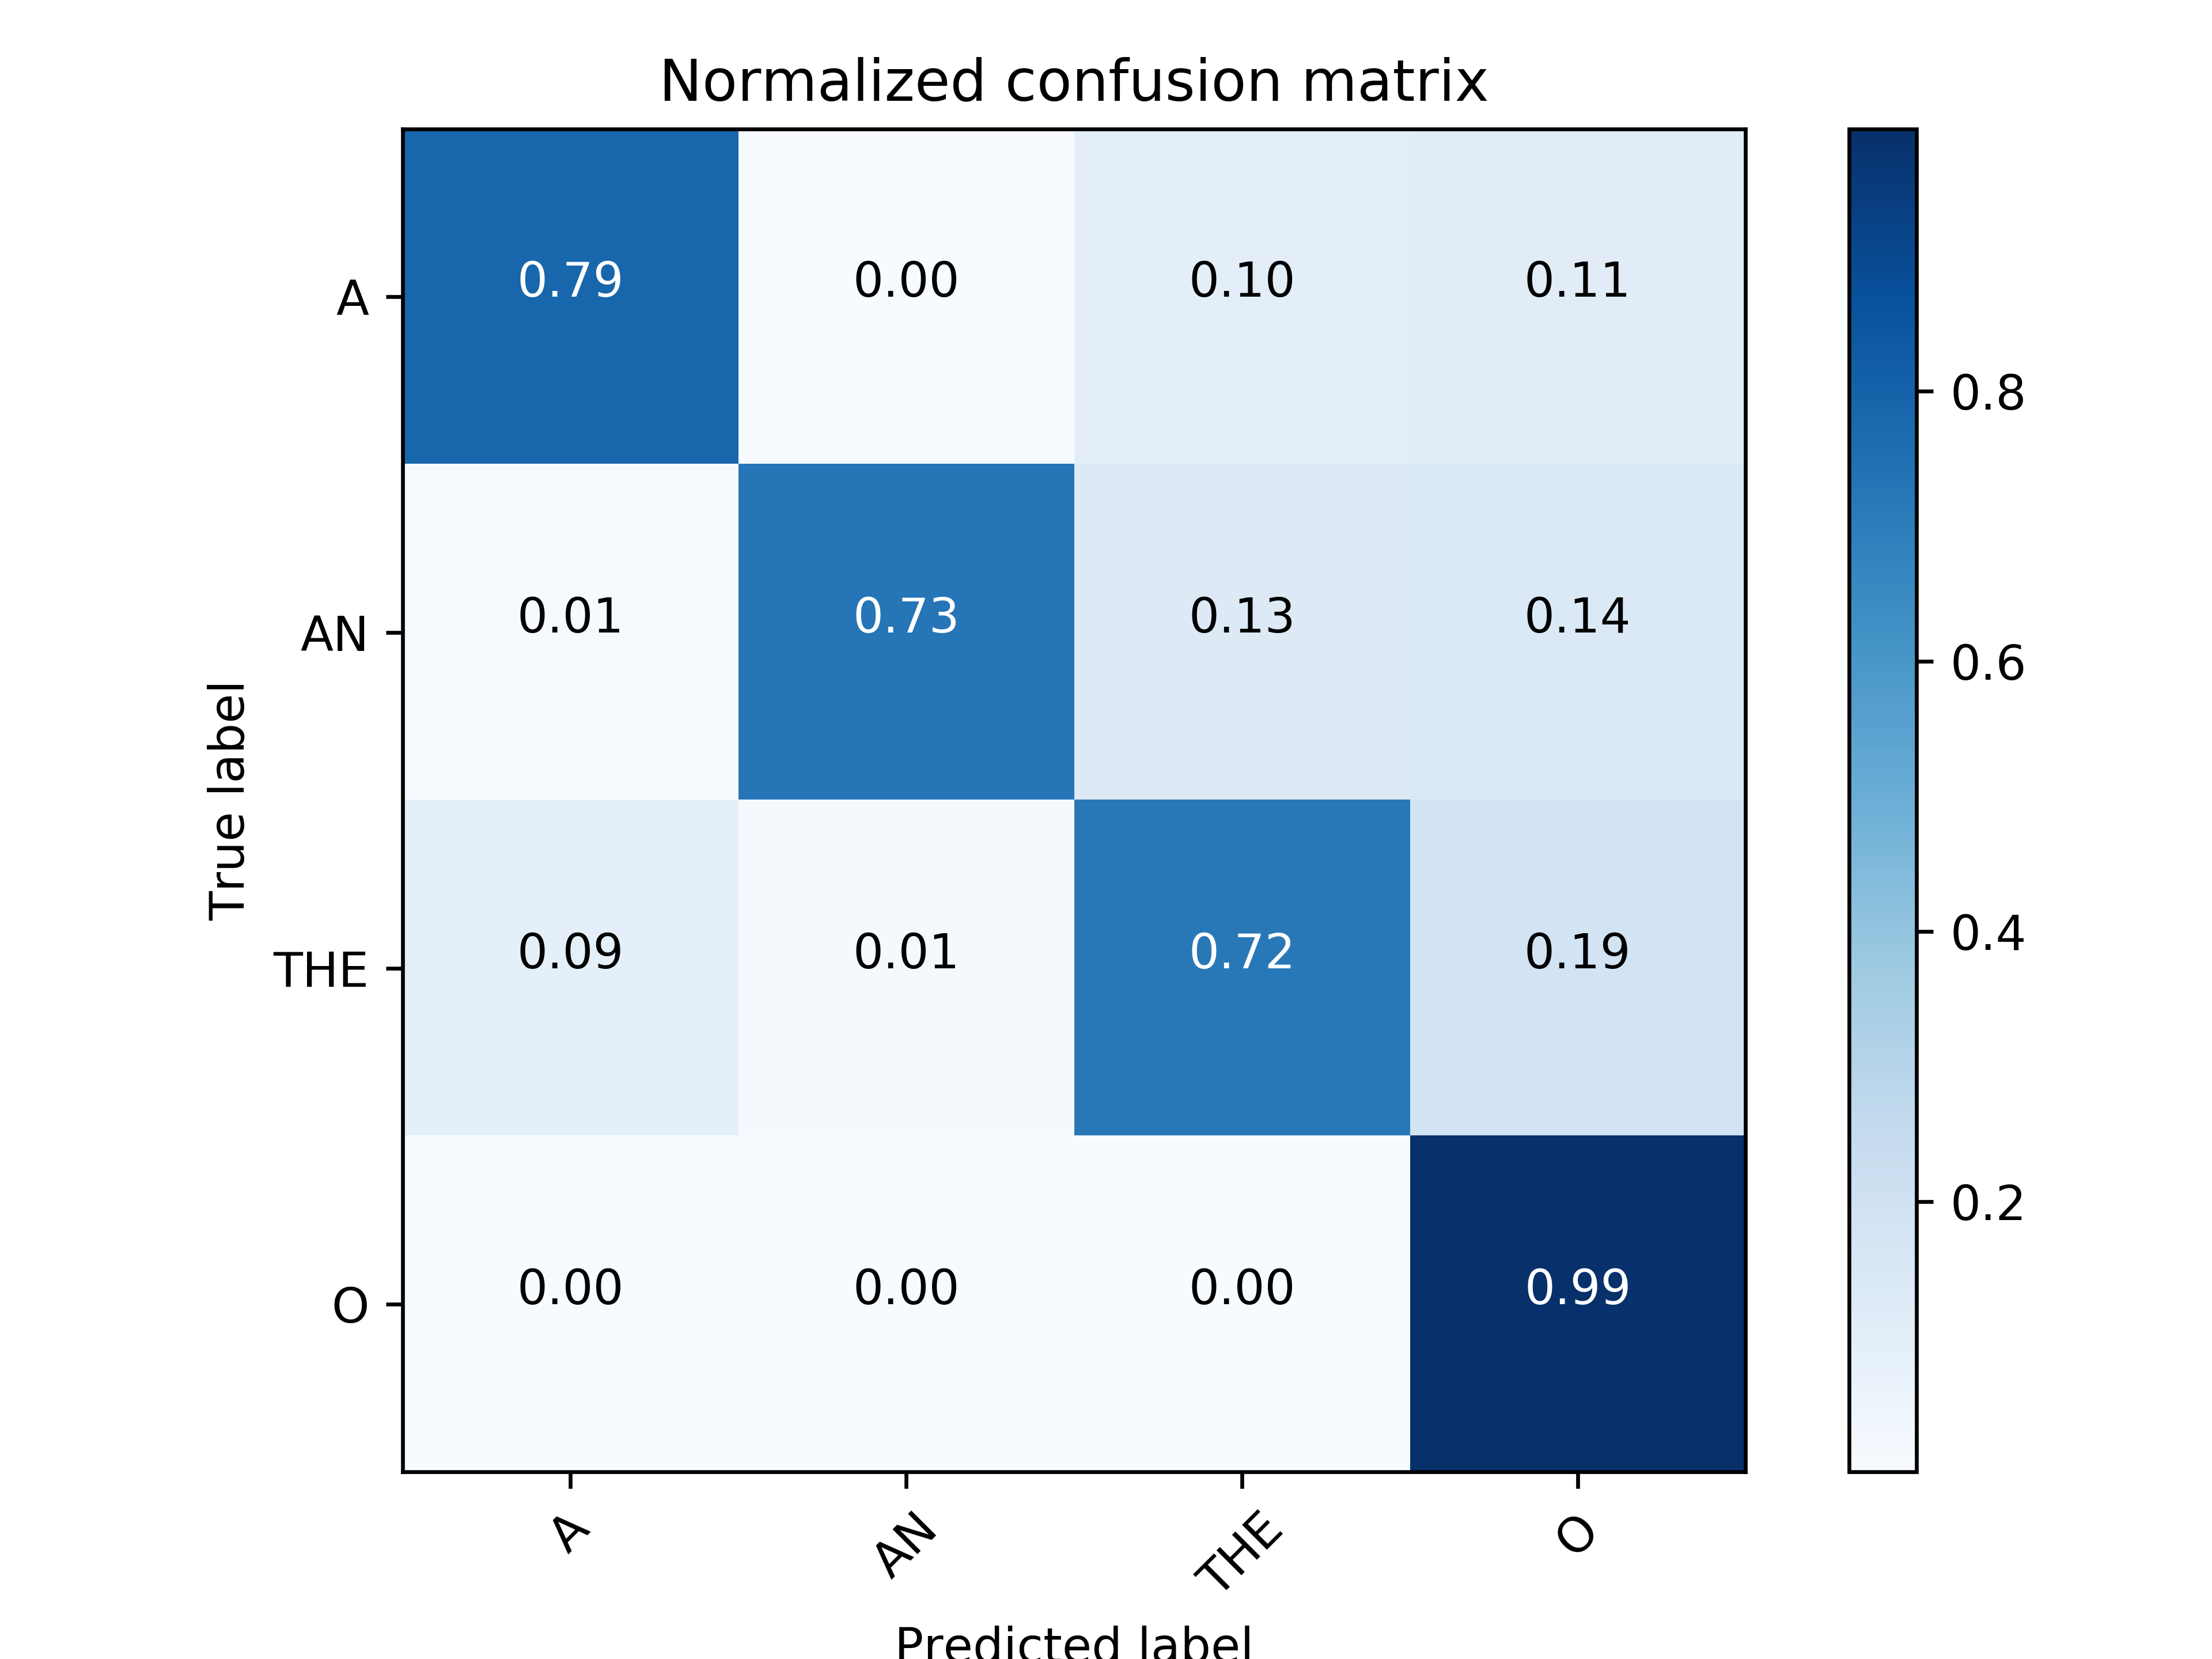 Normalized confusion matrix
A 0.79 0.00 0.10 0.11
AN 0.01 0.73 0.13 0.14
THE 0.09 0.01 0.72 0.19
O 0.00 0.00 0.00 0.99
A AN THE O
True label
Predicted label
0.8
0.6
0.4
0.2